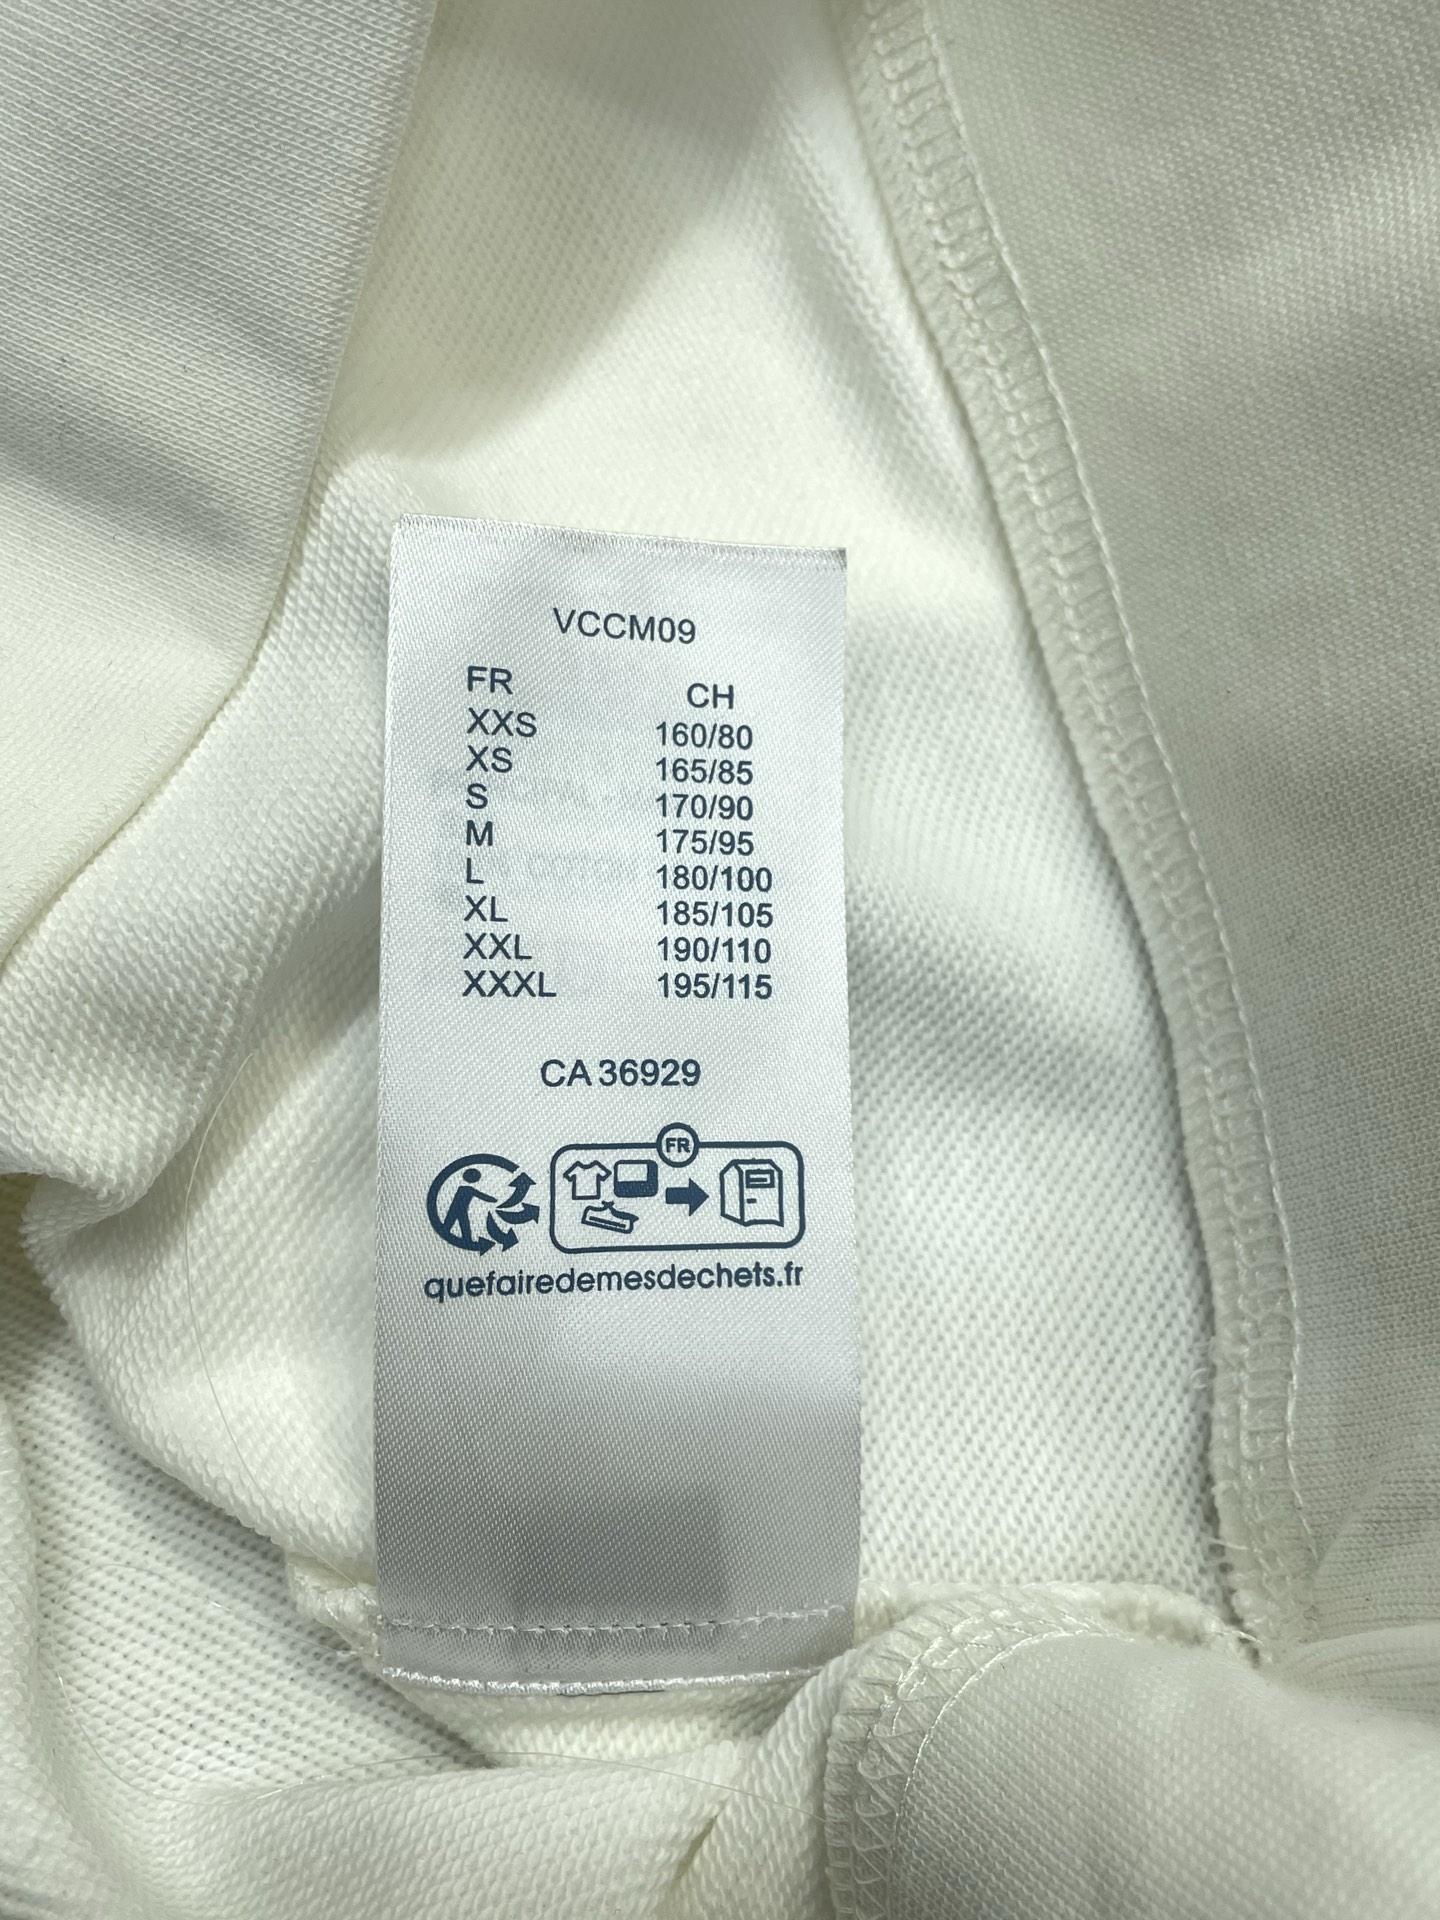 VCCM09
FR CH
XXS 160/80
XS 165/85
S 170/90
M 175/95
L 180/100
XL 185/105
XXL 190/110
XXXL 195/115
CA 36929
FR
quefairedemesdechets.fr